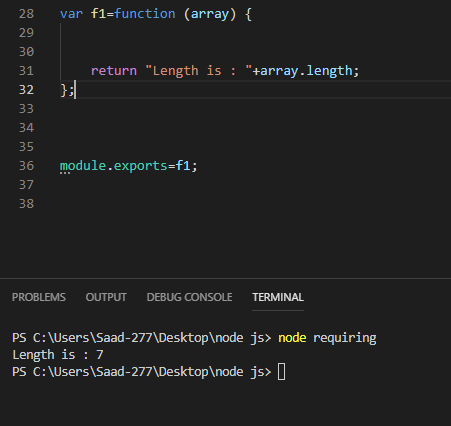 28 var f1=function (array) {
29
30
31 return "Length is : "+array.length;
32 };
33
34
35
36 module.exports=f1;
37
38
PROBLEMS OUTPUT DEBUG CONSOLE TERMINAL
PS C:\Users\Saad-277\Desktop\node js> node requiring
Length is : 7
PS C:\Users\Saad-277\Desktop\node js>